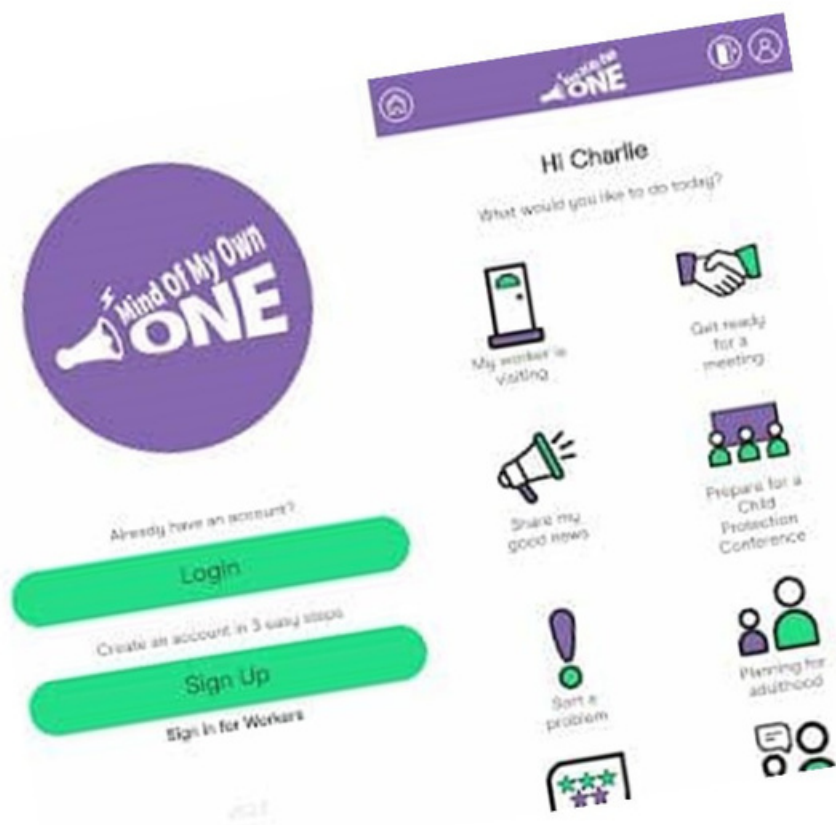 Mind Of My Own
ONE
Already have an account?
Login
Create an account in 3 easy steps
Sign Up
Sign in for Workers
ONE
Hi Charlie
What would you like to do today?
My worker is
visiting
Get ready
for a
meeting
Share my
good news
Prepare for a
Child
Protection
Conference
Sort a
problem
Planning for
adulthood